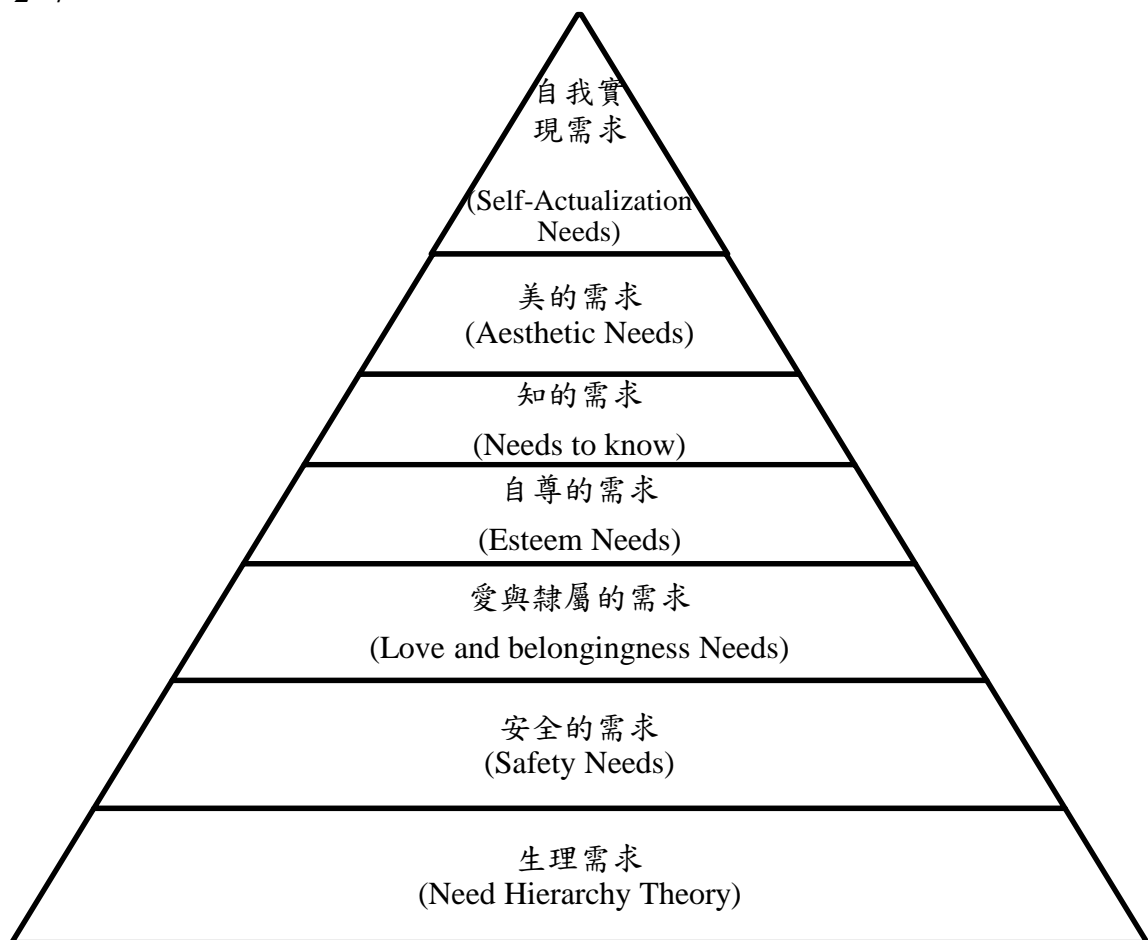 自我實
現需求
(Self-Actualization
Needs)
美的需求
(Aesthetic Needs)
知的需求
(Needs to know)
自尊的需求
(Esteem Needs)
愛與隸屬的需求
(Love and belongingness Needs)
安全的需求
(Safety Needs)
生理需求
(Need Hierarchy Theory)